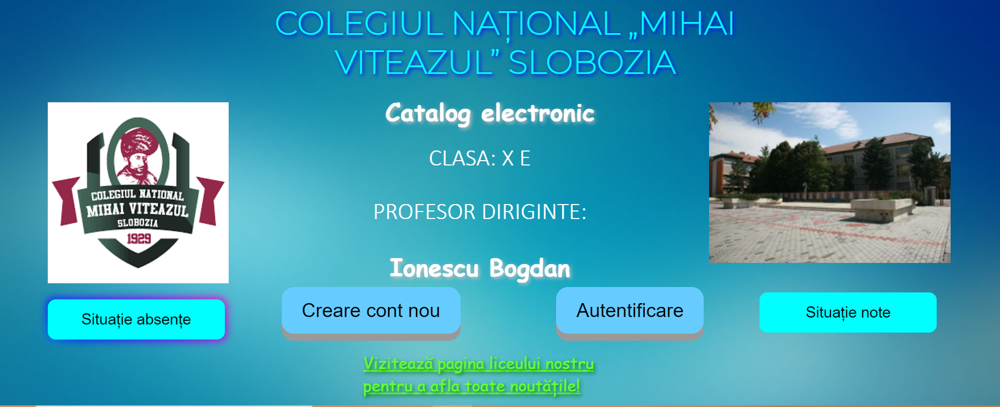 COLEGIUL NAȚIONAL „MIHAI
VITEAZUL” SLOBOZIA
Catalog electronic
CLASA: X E
PROFESOR DIRIGINTE:
Ionescu Bogdan
COLEGIUL NATIONAL
MIHAI VITEAZUL
SLOBOZIA
1929
Situație absențe
Creare cont nou
Autentificare
Situație note
Vizitează pagina liceului nostru
pentru a afla toate noutățile!